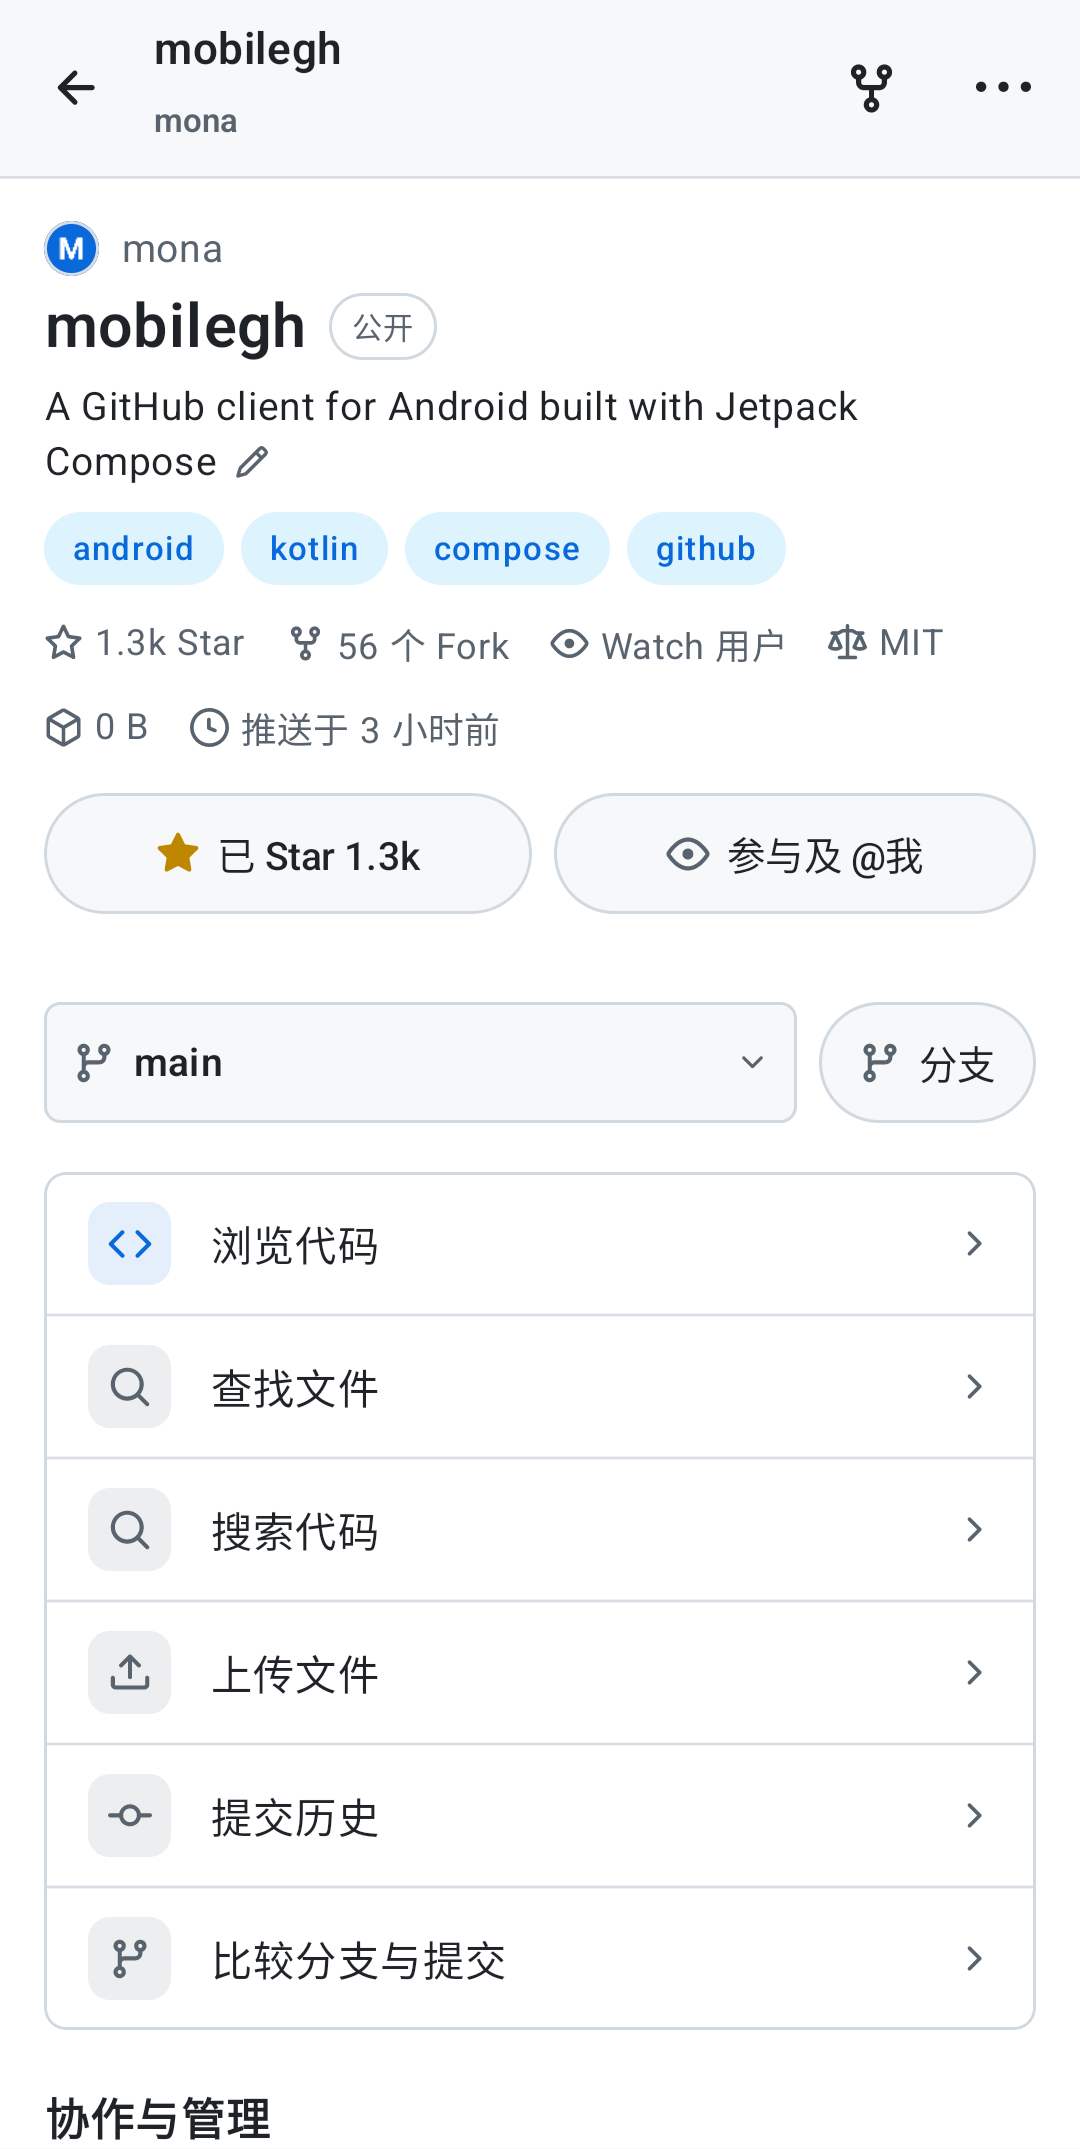 mobilegh
mona
M mona
mobilegh 公开
A GitHub client for Android built with Jetpack
Compose
android kotlin compose github
1.3k Star 56 个 Fork Watch 用户 MIT
0 B 推送于 3 小时前
已 Star 1.3k 参与及 @我
main 分支
浏览代码
查找文件
搜索代码
上传文件
提交历史
比较分支与提交
协作与管理